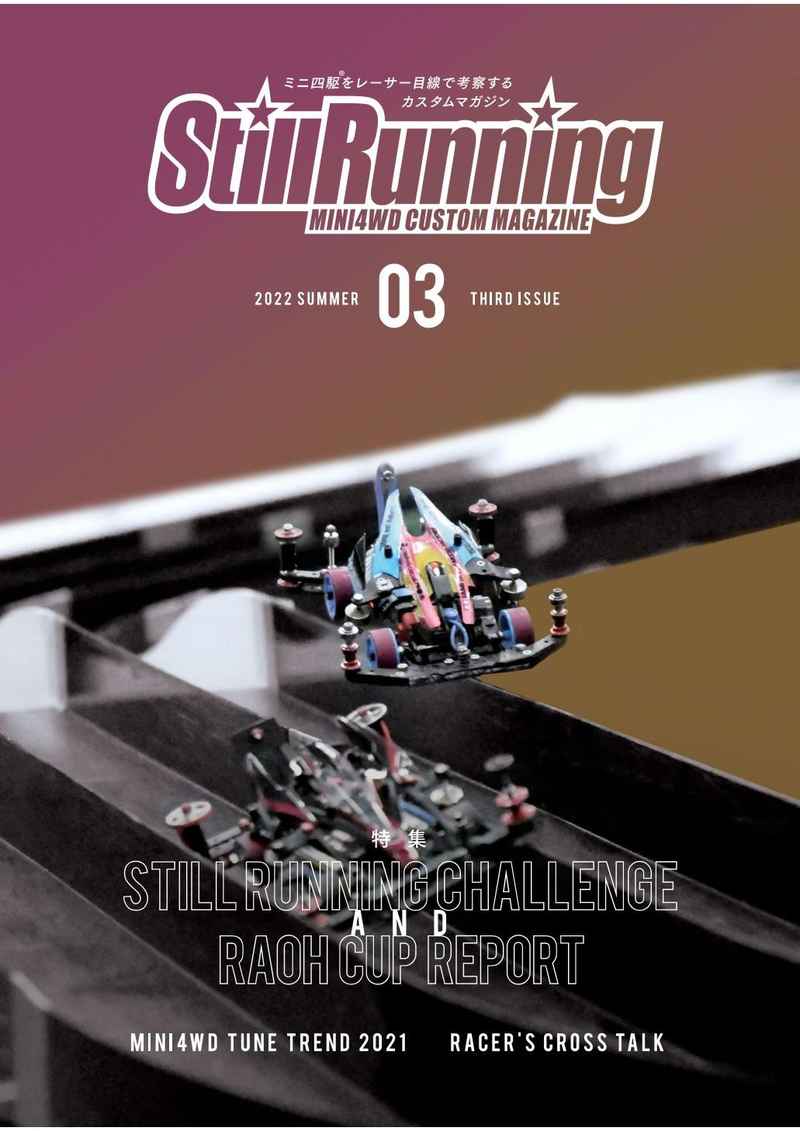 ミニ四駆®をレーサー目線で考察する
カスタムマガジン
StillRunning
MINI4WD CUSTOM MAGAZINE
2022 SUMMER 03 THIRD ISSUE
特集
STILL RUNNING CHALLENGE
AND
RAOH CUP REPORT
MINI4WD TUNE TREND 2021 RACER'S CROSS TALK